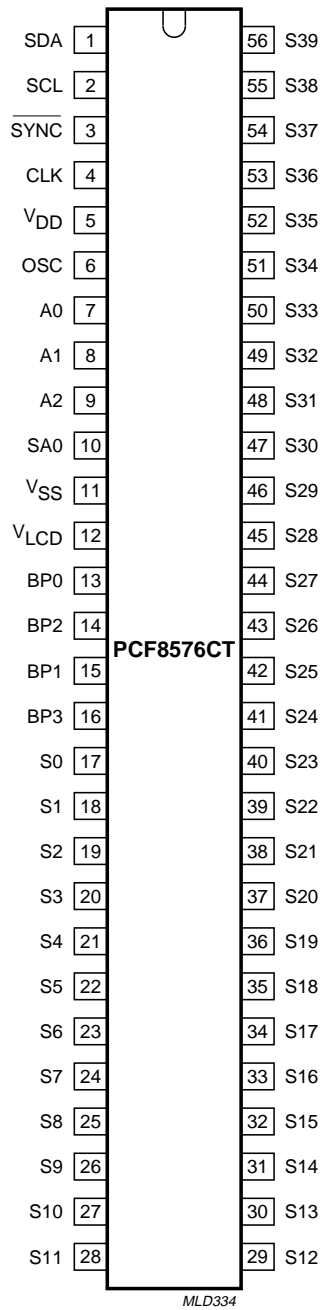 SDA 1 56 S39
SCL 2 55 S38
SYNC 3 54 S37
CLK 4 53 S36
VDD 5 52 S35
OSC 6 51 S34
A0 7 50 S33
A1 8 49 S32
A2 9 48 S31
SA0 10 47 S30
VSS 11 46 S29
VLCD 12 45 S28
BP0 13 44 S27
BP2 14 43 S26
PCF8576CT
BP1 15 42 S25
BP3 16 41 S24
S0 17 40 S23
S1 18 39 S22
S2 19 38 S21
S3 20 37 S20
S4 21 36 S19
S5 22 35 S18
S6 23 34 S17
S7 24 33 S16
S8 25 32 S15
S9 26 31 S14
S10 27 30 S13
S11 28 29 S12
MLD334